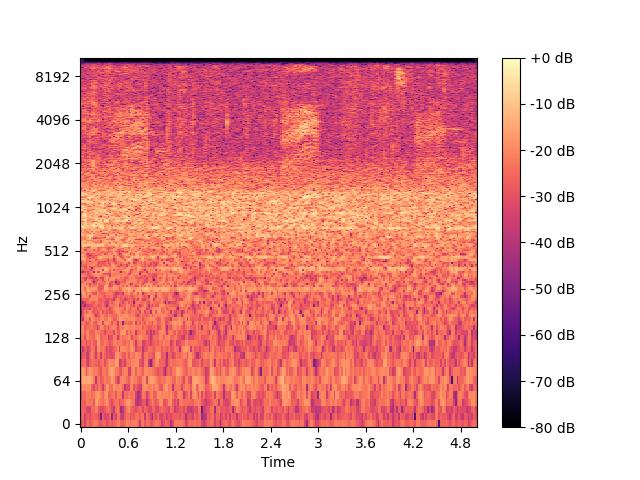 8192
4096
2048
1024
512
256
128
64
0
Hz
0
0.6
1.2
1.8
2.4
3
3.6
4.2
4.8
Time
+0 dB
-10 dB
-20 dB
-30 dB
-40 dB
-50 dB
-60 dB
-70 dB
-80 dB